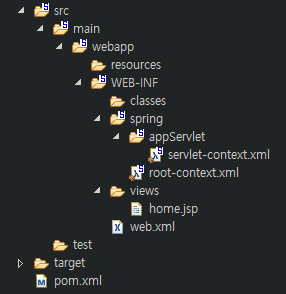 src
main
webapp
resources
WEB-INF
classes
spring
appServlet
servlet-context.xml
root-context.xml
views
home.jsp
web.xml
test
target
pom.xml